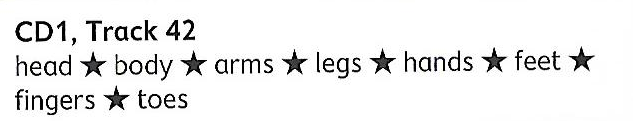 CD1, Track 42
head ★ body ★ arms ★ legs ★ hands ★ feet ★
fingers ★ toes